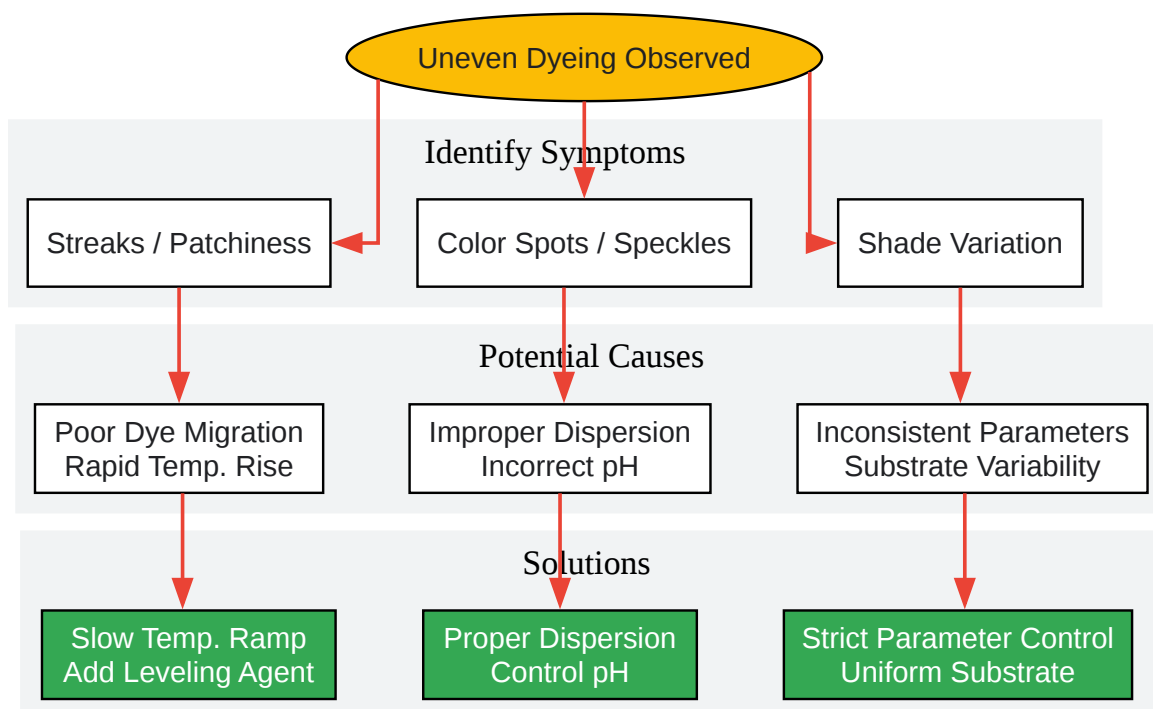 Uneven Dyeing Observed
Identify Symptoms
Streaks / Patchiness
Color Spots / Speckles
Shade Variation
Potential Causes
Poor Dye Migration
Rapid Temp. Rise
Improper Dispersion
Incorrect pH
Inconsistent Parameters
Substrate Variability
Solutions
Slow Temp. Ramp
Add Leveling Agent
Proper Dispersion
Control pH
Strict Parameter Control
Uniform Substrate